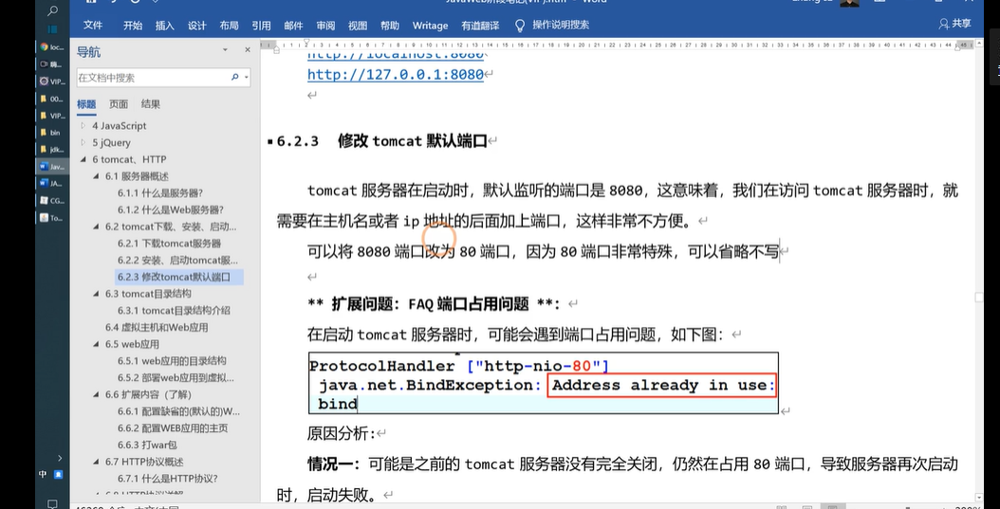 文件 开始 插入 设计 布局 引用 邮件 审阅 视图 帮助 Writage 有道翻译 操作说明搜索 共享
导航
在文档中搜索
标题 页面 结果
4 JavaScript
5 jQuery
6 tomcat、HTTP
6.1 服务器概述
6.1.1 什么是服务器?
6.1.2 什么是Web服务器?
6.2 tomcat下载、安装、启动...
6.2.1 下载tomcat服务器
6.2.2 安装、启动tomcat服...
6.2.3 修改tomcat默认端口
6.3 tomcat目录结构
6.3.1 tomcat目录结构介绍
6.4 虚拟主机和Web应用
6.5 web应用
6.5.1 web应用的目录结构
6.5.2 部署web应用到虚拟...
6.6 扩展内容（了解）
6.6.1 配置缺省的(默认的)W...
6.6.2 配置WEB应用的主页
6.6.3 打war包
6.7 HTTP协议概述
6.7.1 什么是HTTP协议?
loc...
VIP...
00...
VIP...
bin
jdk...
Jav...
JA...
CG...
To...
中
http://localhost:8080
http://127.0.0.1:8080
6.2.3 修改 tomcat 默认端口
tomcat 服务器在启动时，默认监听的端口是 8080，这意味着，我们在访问 tomcat 服务器时，就
需要在主机名或者 ip 地址的后面加上端口，这样非常不方便。
可以将 8080 端口改为 80 端口，因为 80 端口非常特殊，可以省略不写
** 扩展问题：FAQ 端口占用问题 **：
在启动 tomcat 服务器时，可能会遇到端口占用问题，如下图：
ProtocolHandler ["http-nio-80"]
java.net.BindException: Address already in use:
bind
原因分析：
情况一：可能是之前的 tomcat 服务器没有完全关闭，仍然在占用 80 端口，导致服务器再次启动
时，启动失败。